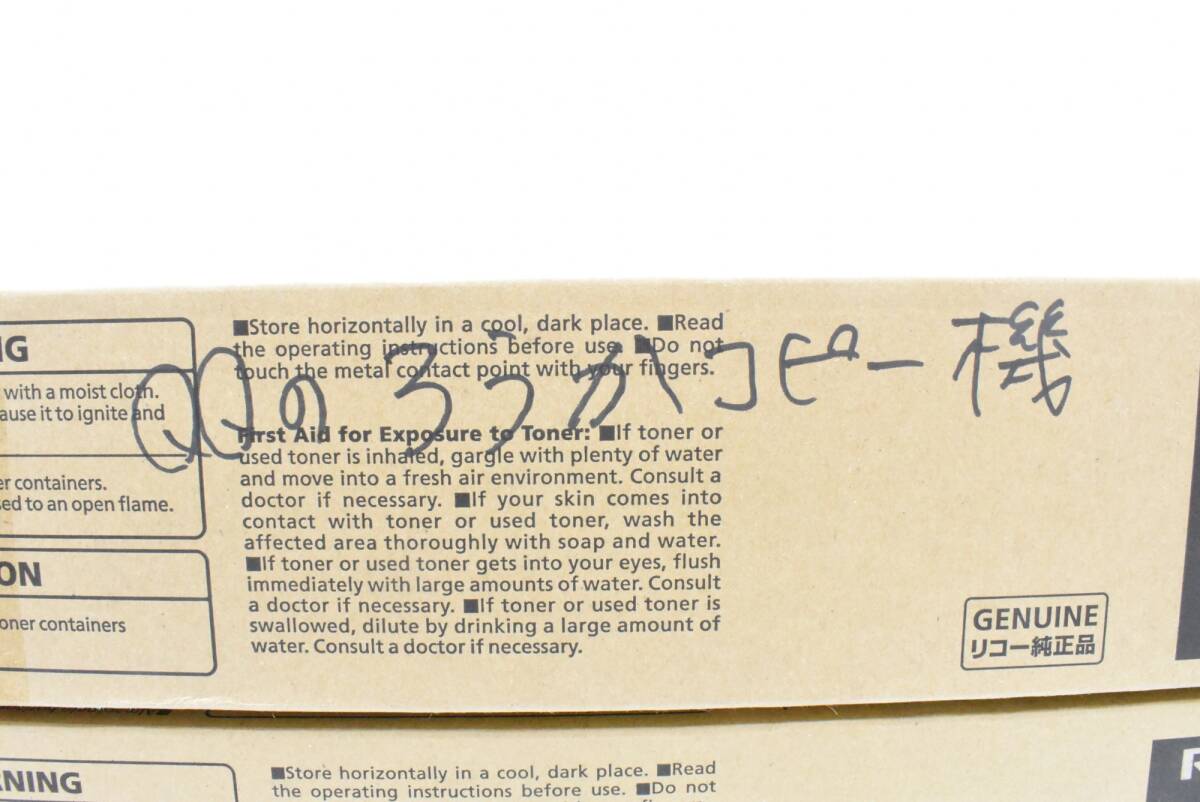 QQのろうかコピー機
NG
with a moist cloth.
ause it to ignite and
er containers.
sed to an open flame.
ON
oner containers
■Store horizontally in a cool, dark place. ■Read
the operating instructions before use. ■Do not
touch the metal contact point with your fingers.
First Aid for Exposure to Toner: ■If toner or
used toner is inhaled, gargle with plenty of water
and move into a fresh air environment. Consult a
doctor if necessary. ■If your skin comes into
contact with toner or used toner, wash the
affected area thoroughly with soap and water.
■If toner or used toner gets into your eyes, flush
immediately with large amounts of water. Consult
a doctor if necessary. ■If toner or used toner is
swallowed, dilute by drinking a large amount of
water. Consult a doctor if necessary.
GENUINE
リコー純正品
RNING
■Store horizontally in a cool, dark place. ■Read
the operating instructions before use. ■Do not
R